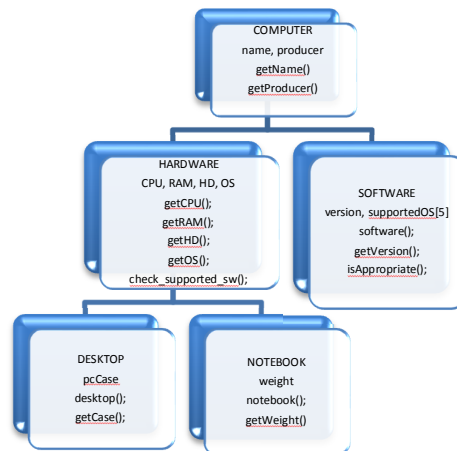 COMPUTER
name, producer
getName()
getProducer()
HARDWARE
CPU, RAM, HD, OS
getCPU();
getRAM();
getHD();
getOS();
check_supported_sw();
SOFTWARE
version, supportedOS[5]
software();
getVersion();
isAppropriate();
DESKTOP
pcCase
desktop();
getCase();
NOTEBOOK
weight
notebook();
getWeight()